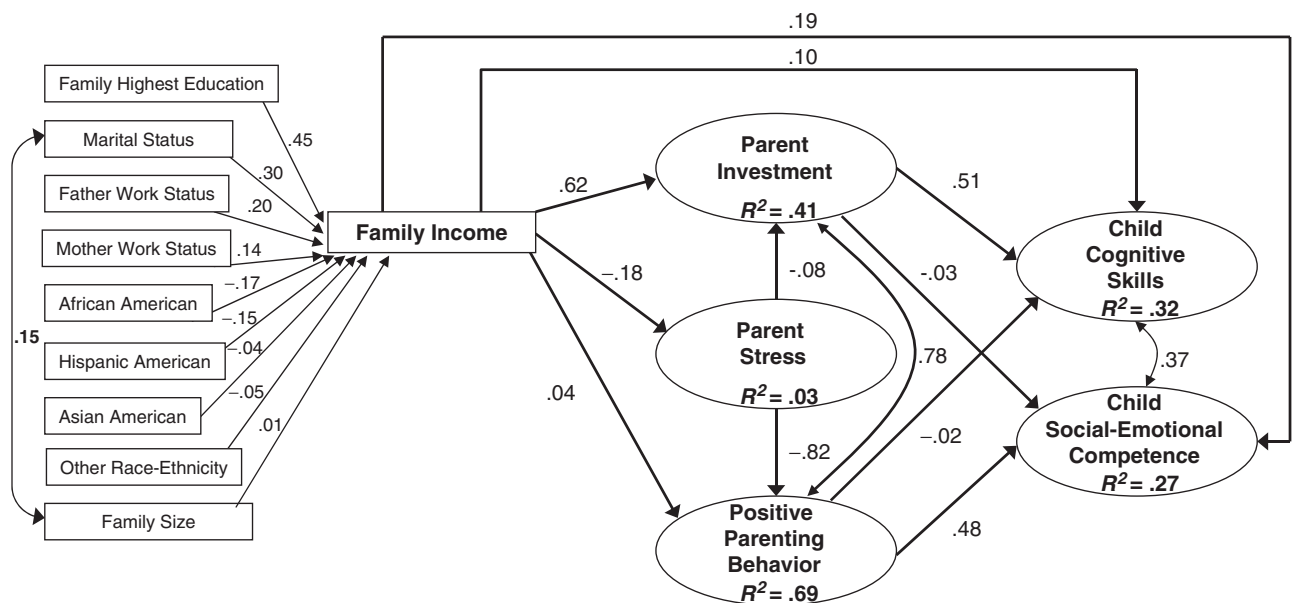 .19
.10
Family Highest Education
.45
Marital Status
.30
Father Work Status
.20
Mother Work Status
.14
African American
–.17
Hispanic American
–.15
Asian American
–.04
Other Race-Ethnicity
–.05
Family Size
.01
.15
Family Income
.62
–.18
.04
Parent
Investment
R² = .41
-.08
Parent
Stress
R² = .03
–.82
.78
Positive
Parenting
Behavior
R² = .69
.51
-.03
–.02
.48
Child
Cognitive
Skills
R² = .32
.37
Child
Social-Emotional
Competence
R² = .27